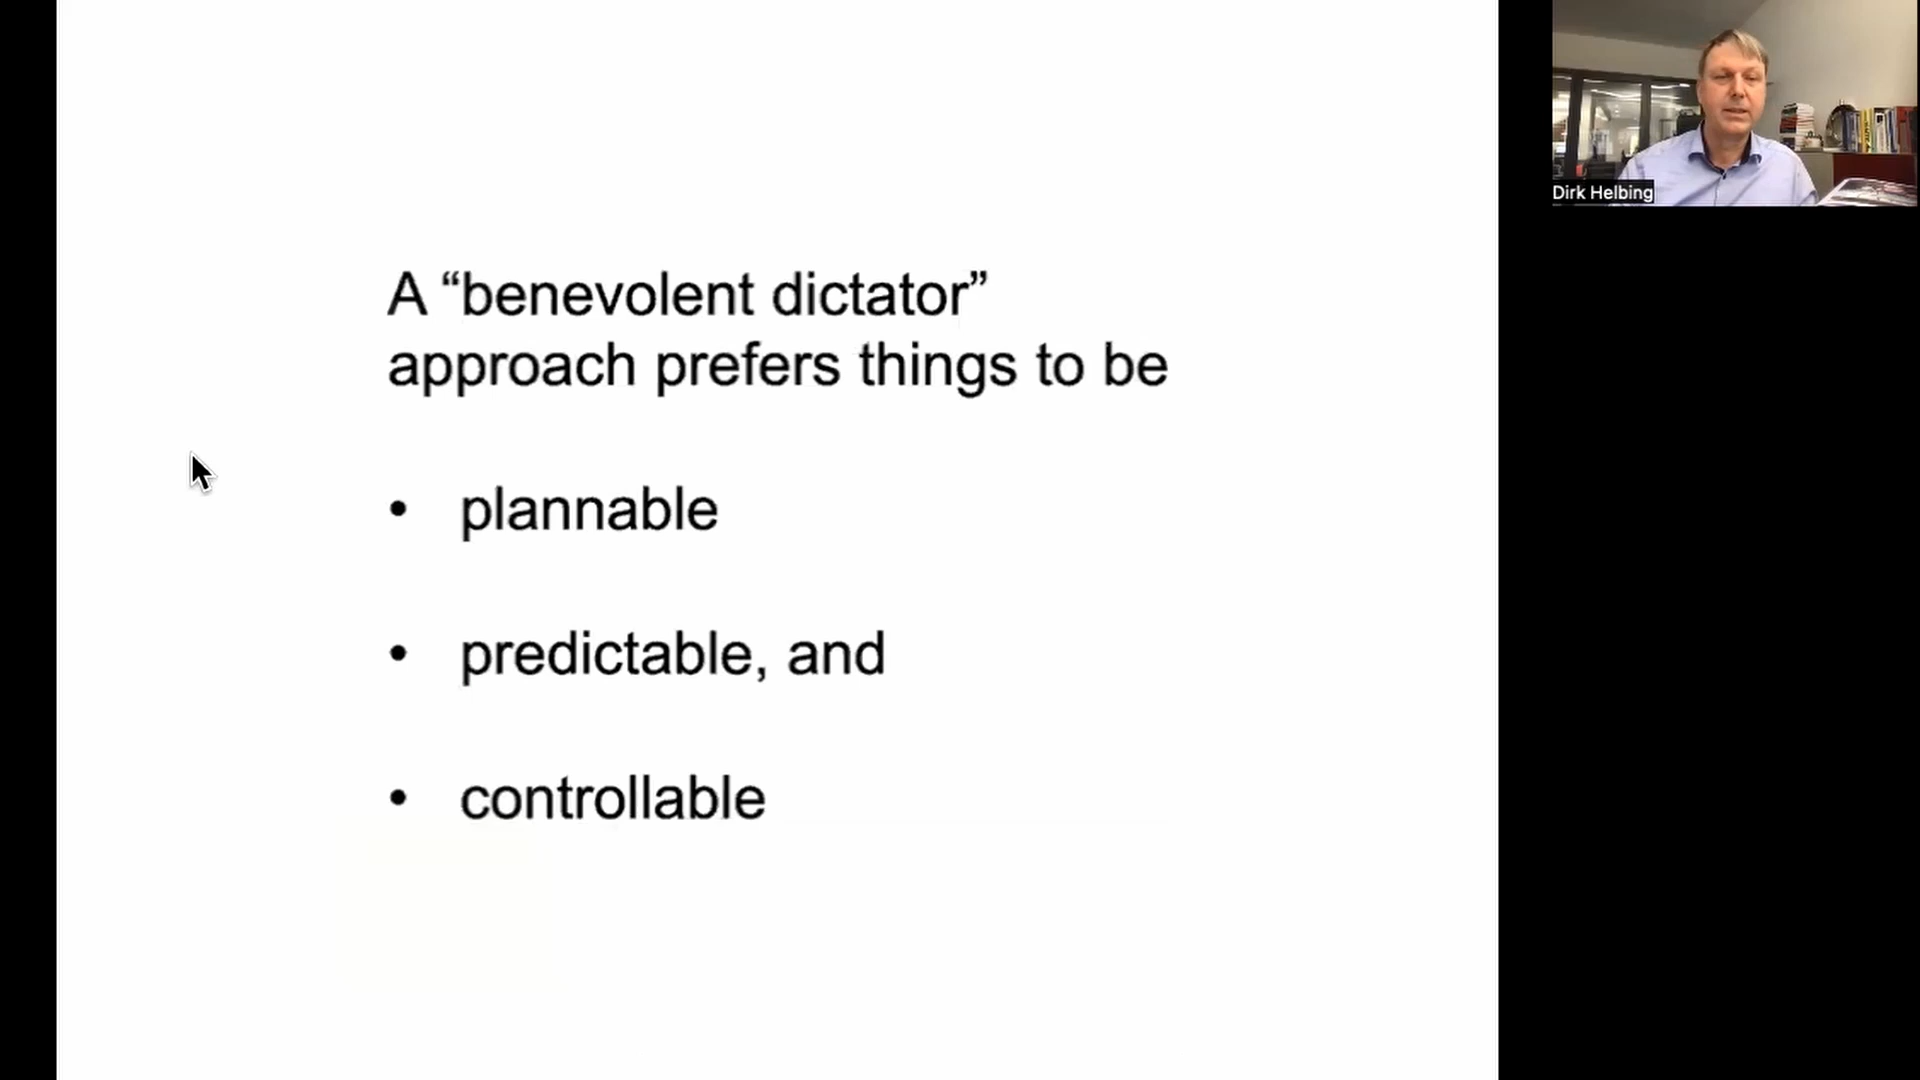 A “benevolent dictator”
approach prefers things to be
• plannable
• predictable, and
• controllable
Dirk Helbing